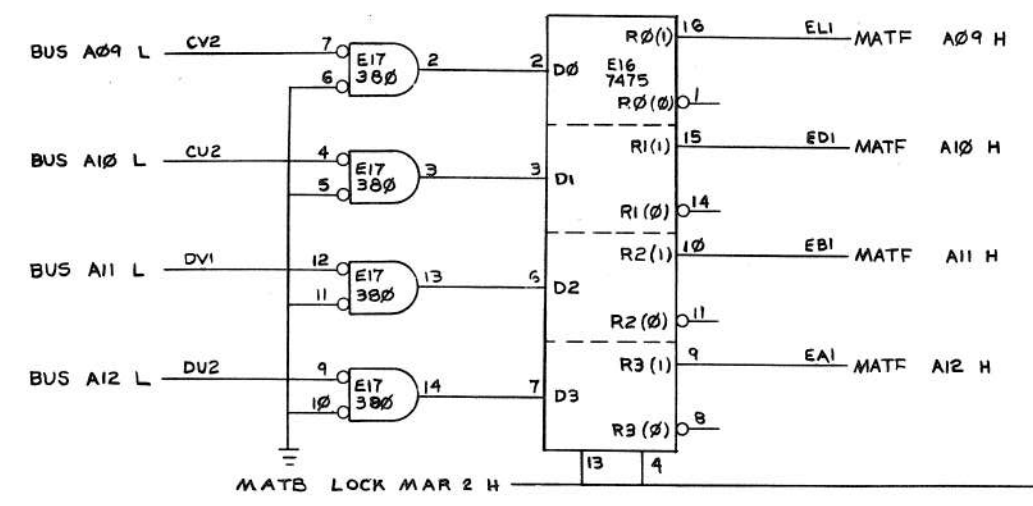 BUS AØ9 L CV2 7 E17 38Ø 6 2 2 DØ RØ(1) 16 EL1 MATF AØ9 H
E16
7475
RØ(Ø) 1
BUS A1Ø L CU2 4 E17 38Ø 5 3 3 D1 R1(1) 15 ED1 MATF A1Ø H
R1(Ø) 14
BUS A11 L DV1 12 E17 38Ø 11 13 6 D2 R2(1) 1Ø EB1 MATF A11 H
R2(Ø) 11
BUS A12 L DU2 9 E17 38Ø 1Ø 14 7 D3 R3(1) 9 EA1 MATF A12 H
R3(Ø) 8
13 4
MATB LOCK MAR 2 H